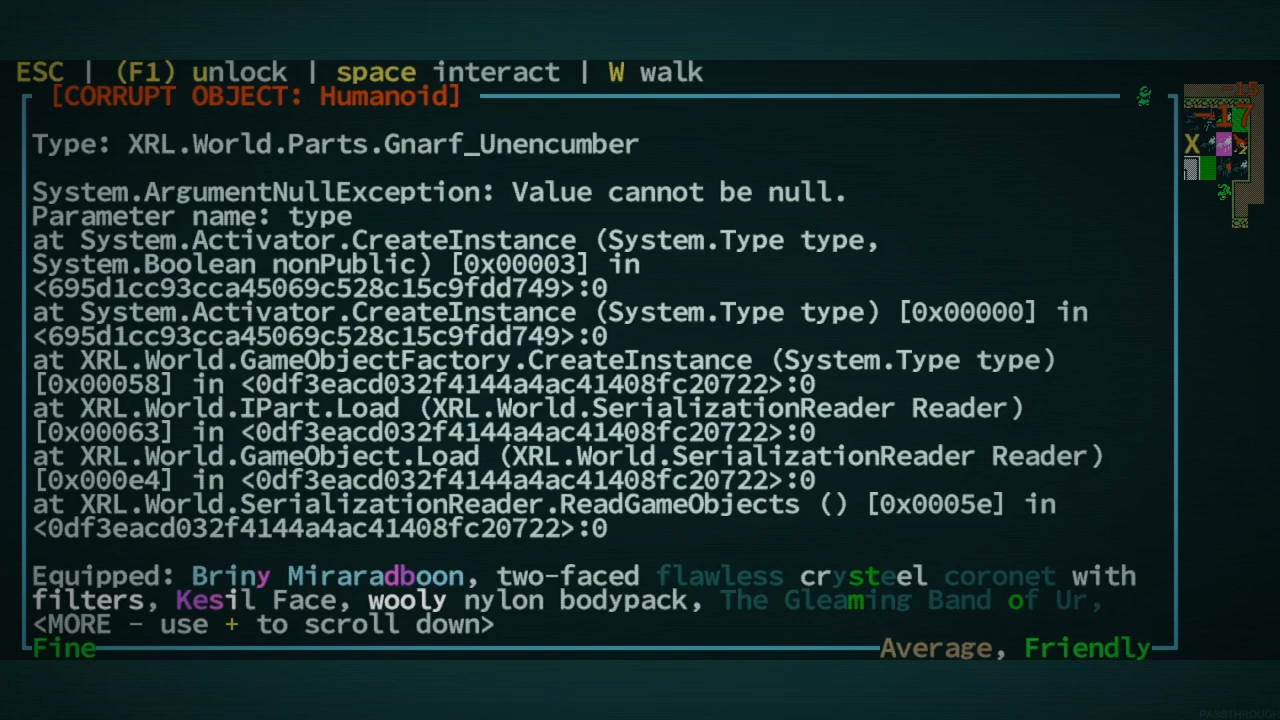 ESC | (F1) unlock | space interact | W walk
[CORRUPT OBJECT: Humanoid]
-15
-17
X
Type: XRL.World.Parts.Gnarf_Unencumber
System.ArgumentNullException: Value cannot be null.
Parameter name: type
at System.Activator.CreateInstance (System.Type type,
System.Boolean nonPublic) [0x00003] in
<695d1cc93cca45069c528c15c9fdd749>:0
at System.Activator.CreateInstance (System.Type type) [0x00000] in
<695d1cc93cca45069c528c15c9fdd749>:0
at XRL.World.GameObjectFactory.CreateInstance (System.Type type)
[0x00058] in <0df3eacd032f4144a4ac41408fc20722>:0
at XRL.World.IPart.Load (XRL.World.SerializationReader Reader)
[0x00063] in <0df3eacd032f4144a4ac41408fc20722>:0
at XRL.World.GameObject.Load (XRL.World.SerializationReader Reader)
[0x000e4] in <0df3eacd032f4144a4ac41408fc20722>:0
at XRL.World.SerializationReader.ReadGameObjects () [0x0005e] in
<0df3eacd032f4144a4ac41408fc20722>:0
Equipped: Briny Miraradboon, two-faced flawless crysteel coronet with
filters, Kesil Face, wooly nylon bodypack, The Gleaming Band of Ur,
<MORE - use + to scroll down>
Fine
Average, Friendly